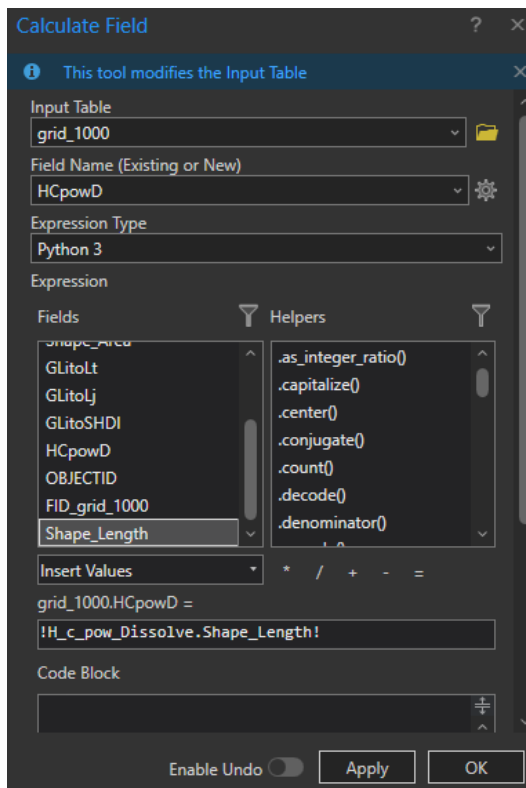 Calculate Field
This tool modifies the Input Table
Input Table
grid_1000
Field Name (Existing or New)
HCpowD
Expression Type
Python 3
Expression
Fields
Helpers
Shape_Area
GLitoLt
GLitoLj
GLitoSHDI
HCpowD
OBJECTID
FID_grid_1000
Shape_Length
.as_integer_ratio()
.capitalize()
.center()
.conjugate()
.count()
.decode()
.denominator()
Insert Values
* / + - =
grid_1000.HCpowD =
!H_c_pow_Dissolve.Shape_Length!
Code Block
Enable Undo
Apply
OK